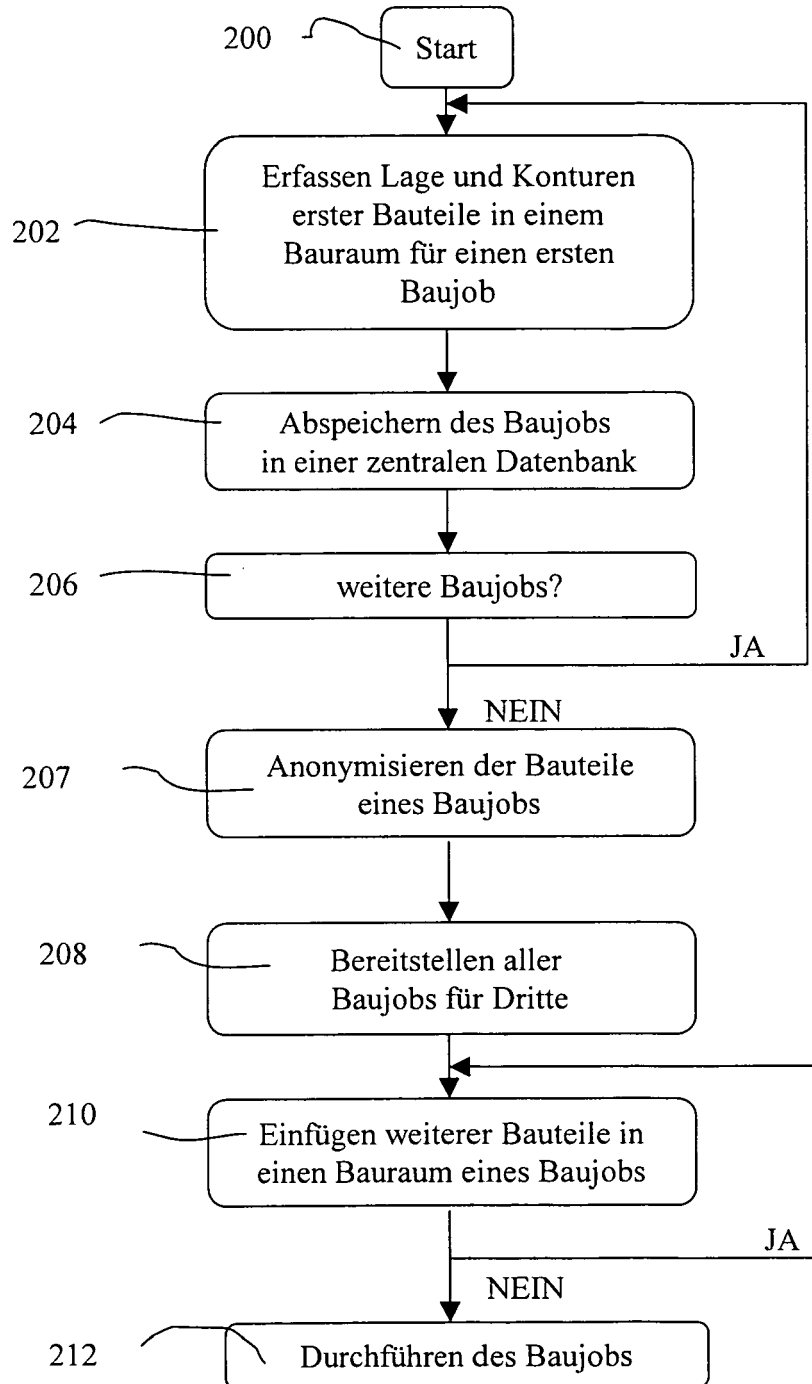 200
Start
Erfassen Lage und Konturen
erster Bauteile in einem
202
Bauraum für einen ersten
Baujob
204
Abspeichern des Baujobs
in einer zentralen Datenbank
206
weitere Baujobs?
JA
NEIN
207
Anonymisieren der Bauteile
eines Baujobs
208
Bereitstellen aller
Baujobs für Dritte
210
Einfügen weiterer Bauteile in
einen Bauraum eines Baujobs
JA
NEIN
212
Durchführen des Baujobs